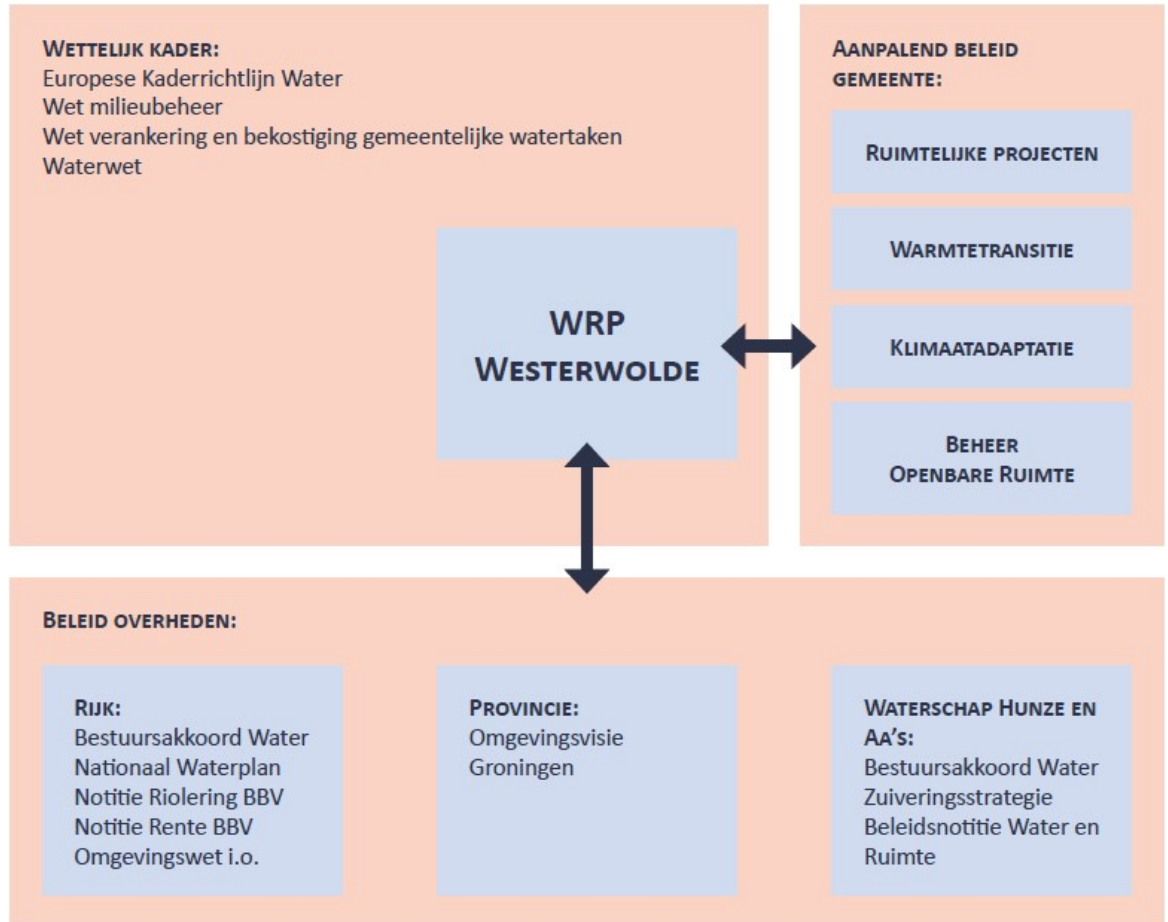 Wettelijk kader:
Europese Kaderrichtlijn Water
Wet milieubeheer
Wet verankering en bekostiging gemeentelijke watertaken
Waterwet
WRP
Westerwolde
Aanpalend beleid
gemeente:
Ruimtelijke projecten
Warmtetransitie
Klimaatadaptatie
Beheer
Openbare Ruimte
Beleid overheden:
Rijk:
Bestuursakkoord Water
Nationaal Waterplan
Notitie Riolering BBV
Notitie Rente BBV
Omgevingswet i.o.
Provincie:
Omgevingsvisie
Groningen
Waterschap Hunze en
Aa's:
Bestuursakkoord Water
Zuiveringsstrategie
Beleidsnotitie Water en
Ruimte